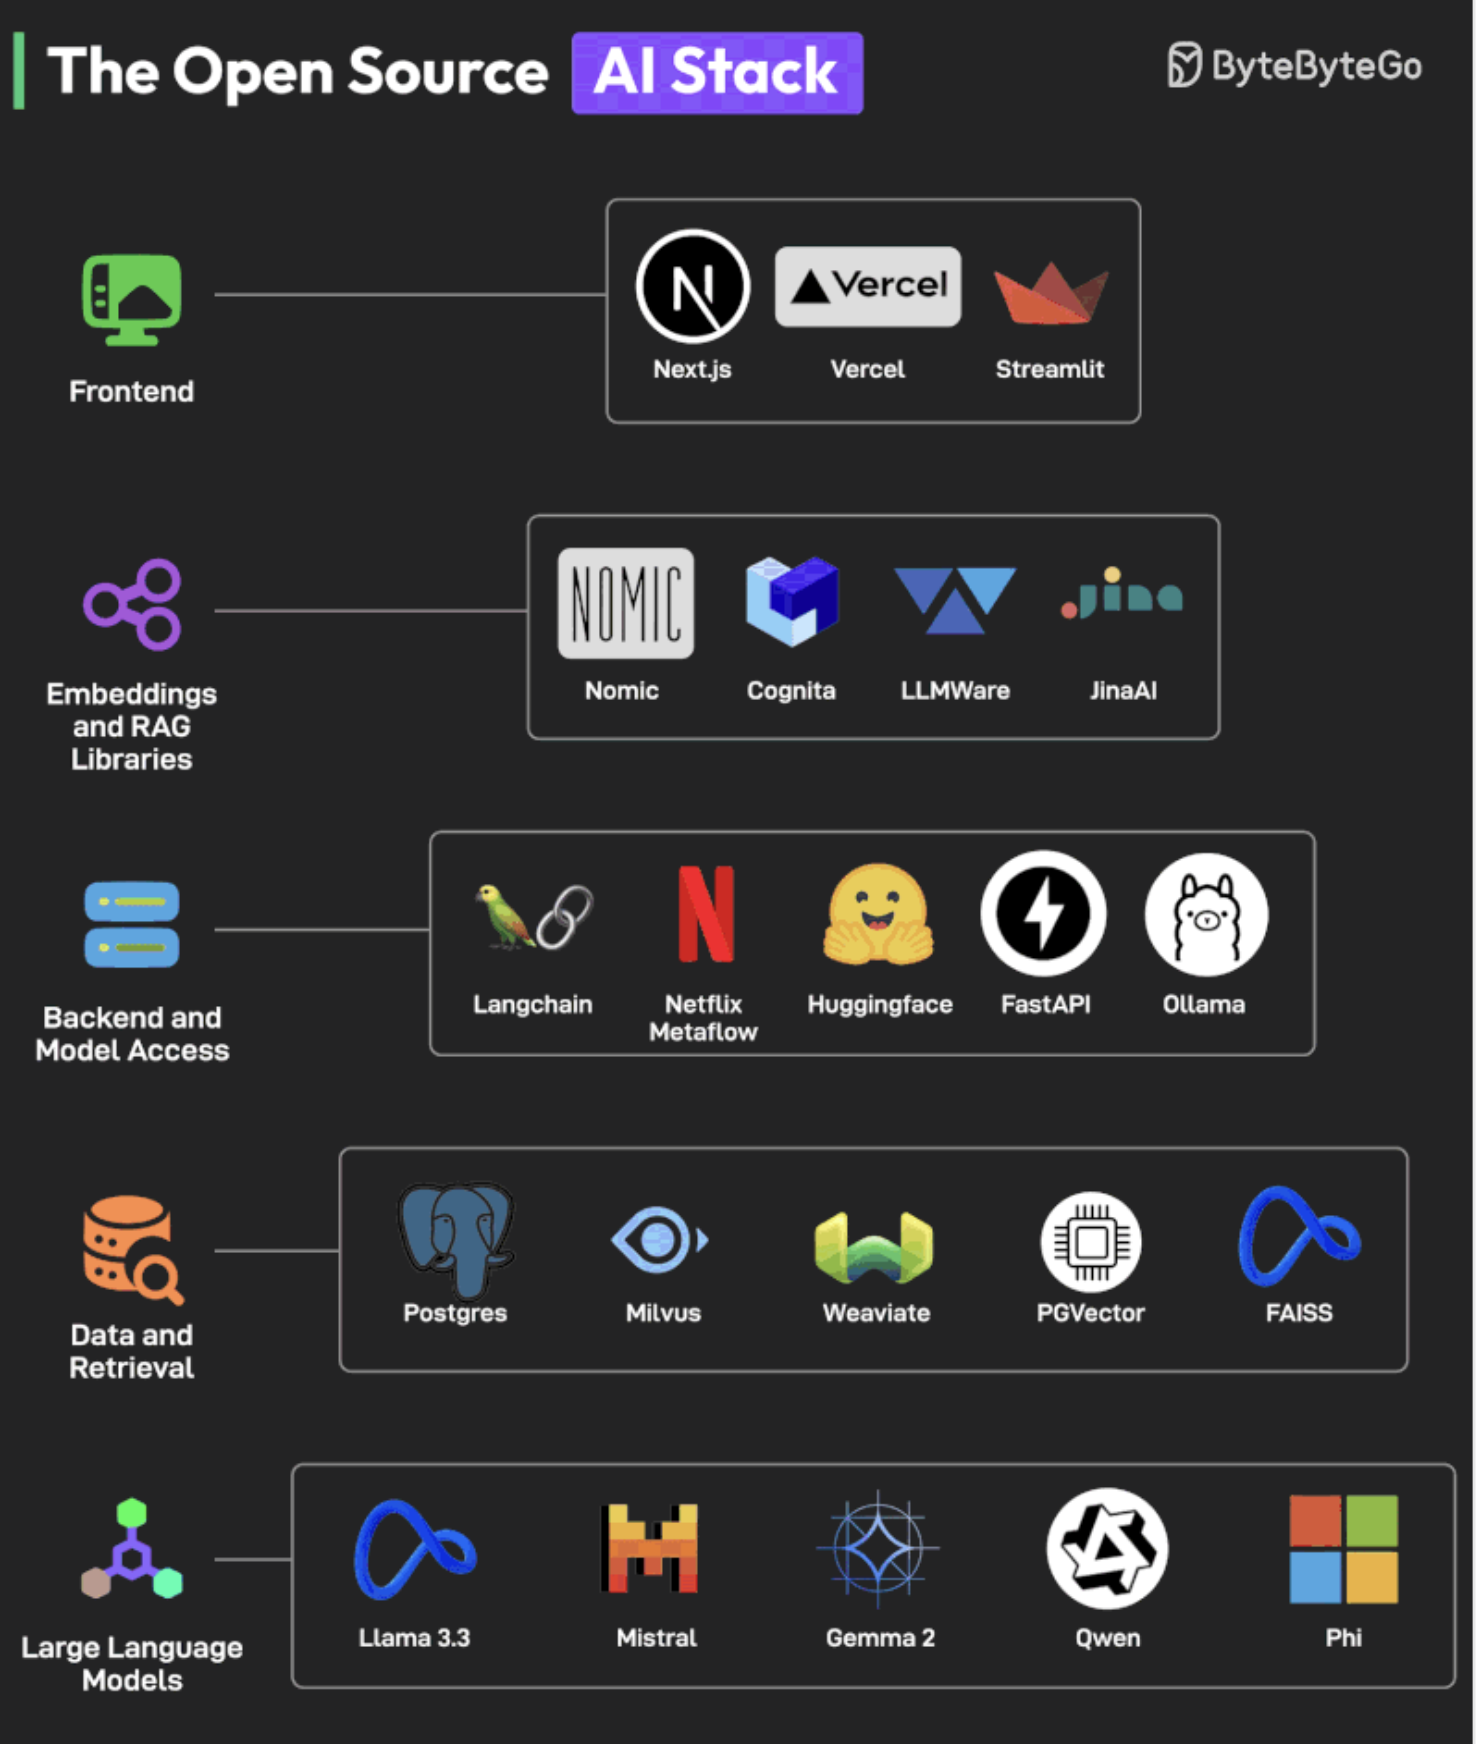 The Open Source AI Stack
ByteByteGo
N
Vercel
Next.js
Vercel
Streamlit
Frontend
NOMIC
Jina
Nomic
Cognita
LLMWare
JinaAI
Embeddings
and RAG
Libraries
Langchain
Netflix
Metaflow
Huggingface
FastAPI
Ollama
Backend and
Model Access
Postgres
Milvus
Weaviate
PGVector
FAISS
Data and
Retrieval
Llama 3.3
Mistral
Gemma 2
Qwen
Phi
Large Language
Models